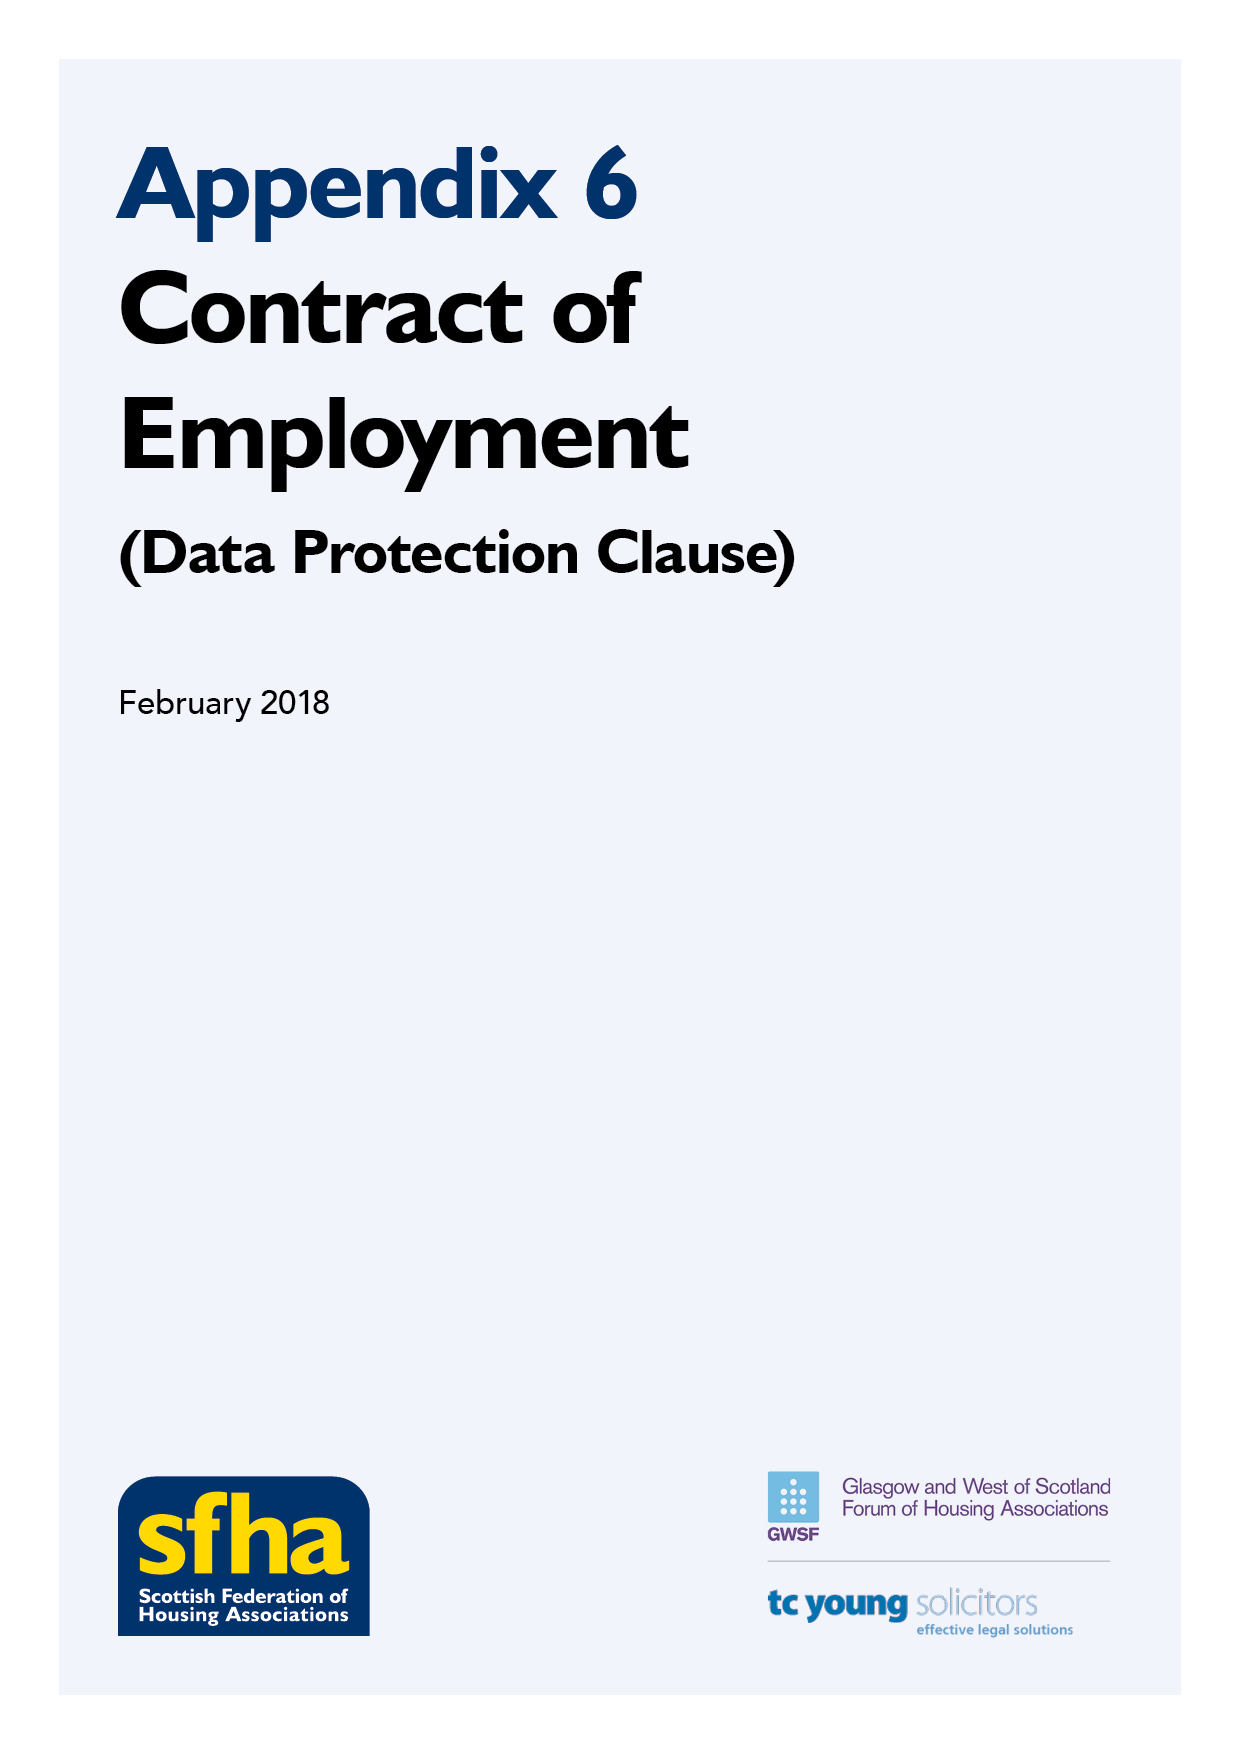 Appendix 6
Contract of
Employment
(Data Protection Clause)
February 2018
sfha
Scottish Federation of
Housing Associations
GWSF
Glasgow and West of Scotland
Forum of Housing Associations
tc young solicitors
effective legal solutions